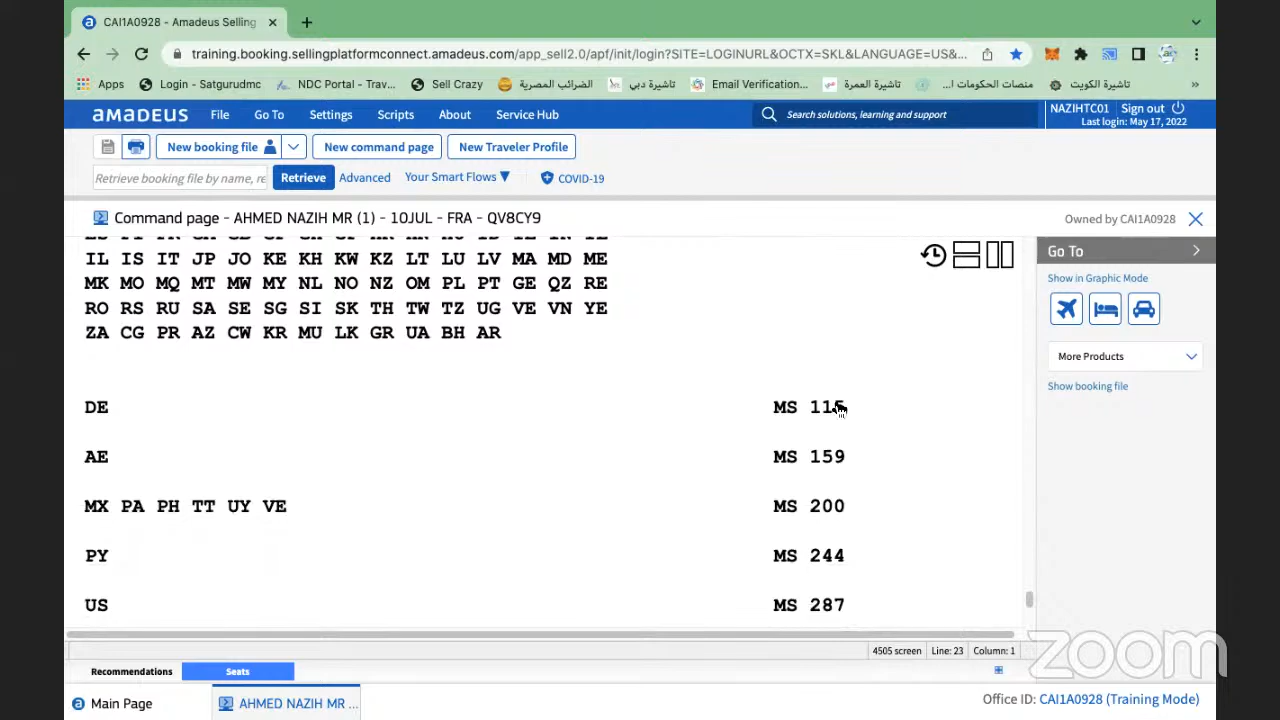 CAI1A0928 - Amadeus Selling
training.booking.sellingplatformconnect.amadeus.com/app_sell2.0/apf/init/login?SITE=LOGINURL&OCTX=SKL&LANGUAGE=US&...
Apps Login - Satgurudmc NDC Portal - Trav... Sell Crazy الضرائب المصرية تاشيرة دبي Email Verification... تاشيرة العمرة منصات الحكومات ا... تاشيرة الكويت »
amadeus File Go To Settings Scripts About Service Hub Search solutions, learning and support NAZIHTC01 Sign out
Last login: May 17, 2022
New booking file New command page New Traveler Profile
Retrieve booking file by name, re Retrieve Advanced Your Smart Flows COVID-19
Command page - AHMED NAZIH MR (1) - 10JUL - FRA - QV8CY9 Owned by CAI1A0928
Go To
IL IS IT JP JO KE KH KW KZ LT LU LV MA MD ME
Show in Graphic Mode
MK MO MQ MT MW MY NL NO NZ OM PL PT GE QZ RE
RO RS RU SA SE SG SI SK TH TW TZ UG VE VN YE
ZA CG PR AZ CW KR MU LK GR UA BH AR
More Products
Show booking file
DE MS 115
AE MS 159
MX PA PH TT UY VE MS 200
PY MS 244
US MS 287
4505 screen Line: 23 Column: 1
zoom
Recommendations Seats
Main Page AHMED NAZIH MR ... Office ID: CAI1A0928 (Training Mode)